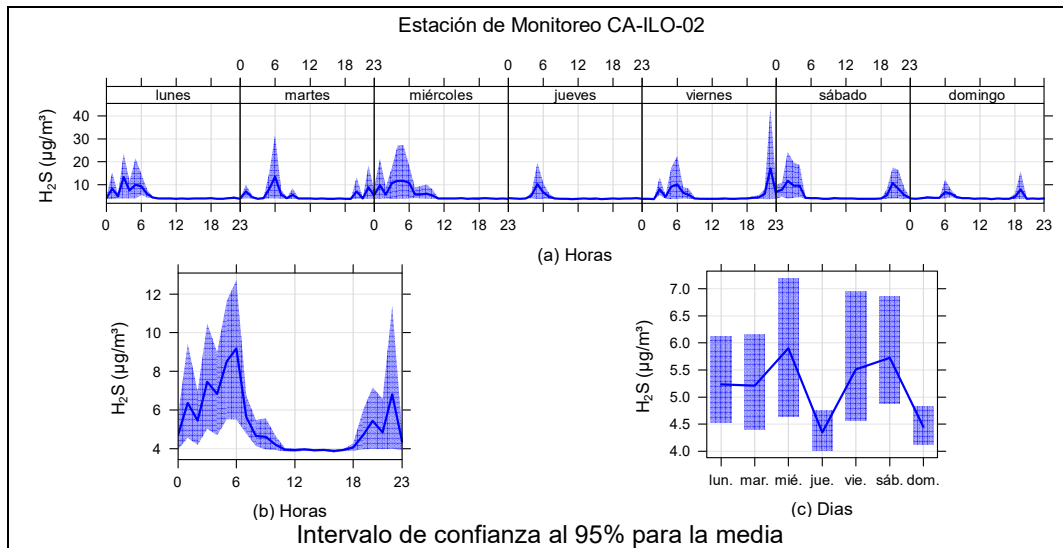 Estación de Monitoreo CA-ILO-02
0 6 12 18 23 0 6 12 18 23 0 6 12 18 23
lunes martes miércoles jueves viernes sábado domingo
H₂S (µg/m³)
40
30
20
10
0 6 12 18 23 0 6 12 18 23 0 6 12 18 23 0 6 12 18 23
(a) Horas
H₂S (µg/m³)
12
10
8
6
4
0 6 12 18 23
(b) Horas
H₂S (µg/m³)
7.0
6.5
6.0
5.5
5.0
4.5
4.0
lun. mar. mié. jue. vie. sáb. dom.
(c) Dias
Intervalo de confianza al 95% para la media